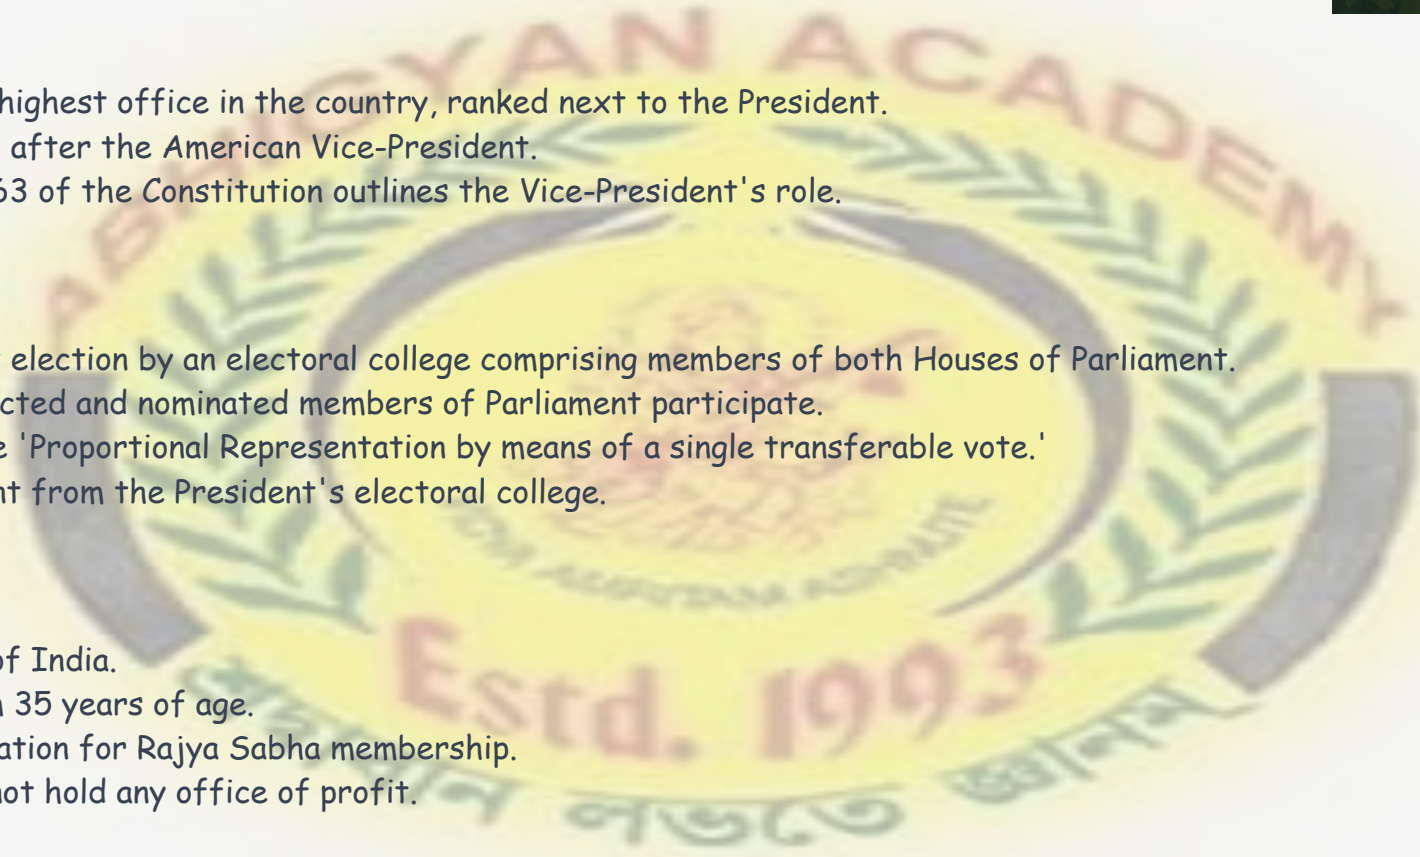 ABHIGYAN ACADEMY
highest office in the country, ranked next to the President.
after the American Vice-President.
63 of the Constitution outlines the Vice-President's role.
election by an electoral college comprising members of both Houses of Parliament.
cted and nominated members of Parliament participate.
e 'Proportional Representation by means of a single transferable vote.'
nt from the President's electoral college.
of India.
35 years of age.
ation for Rajya Sabha membership.
not hold any office of profit.
Estd. 1993
লভতে জ্ঞানম